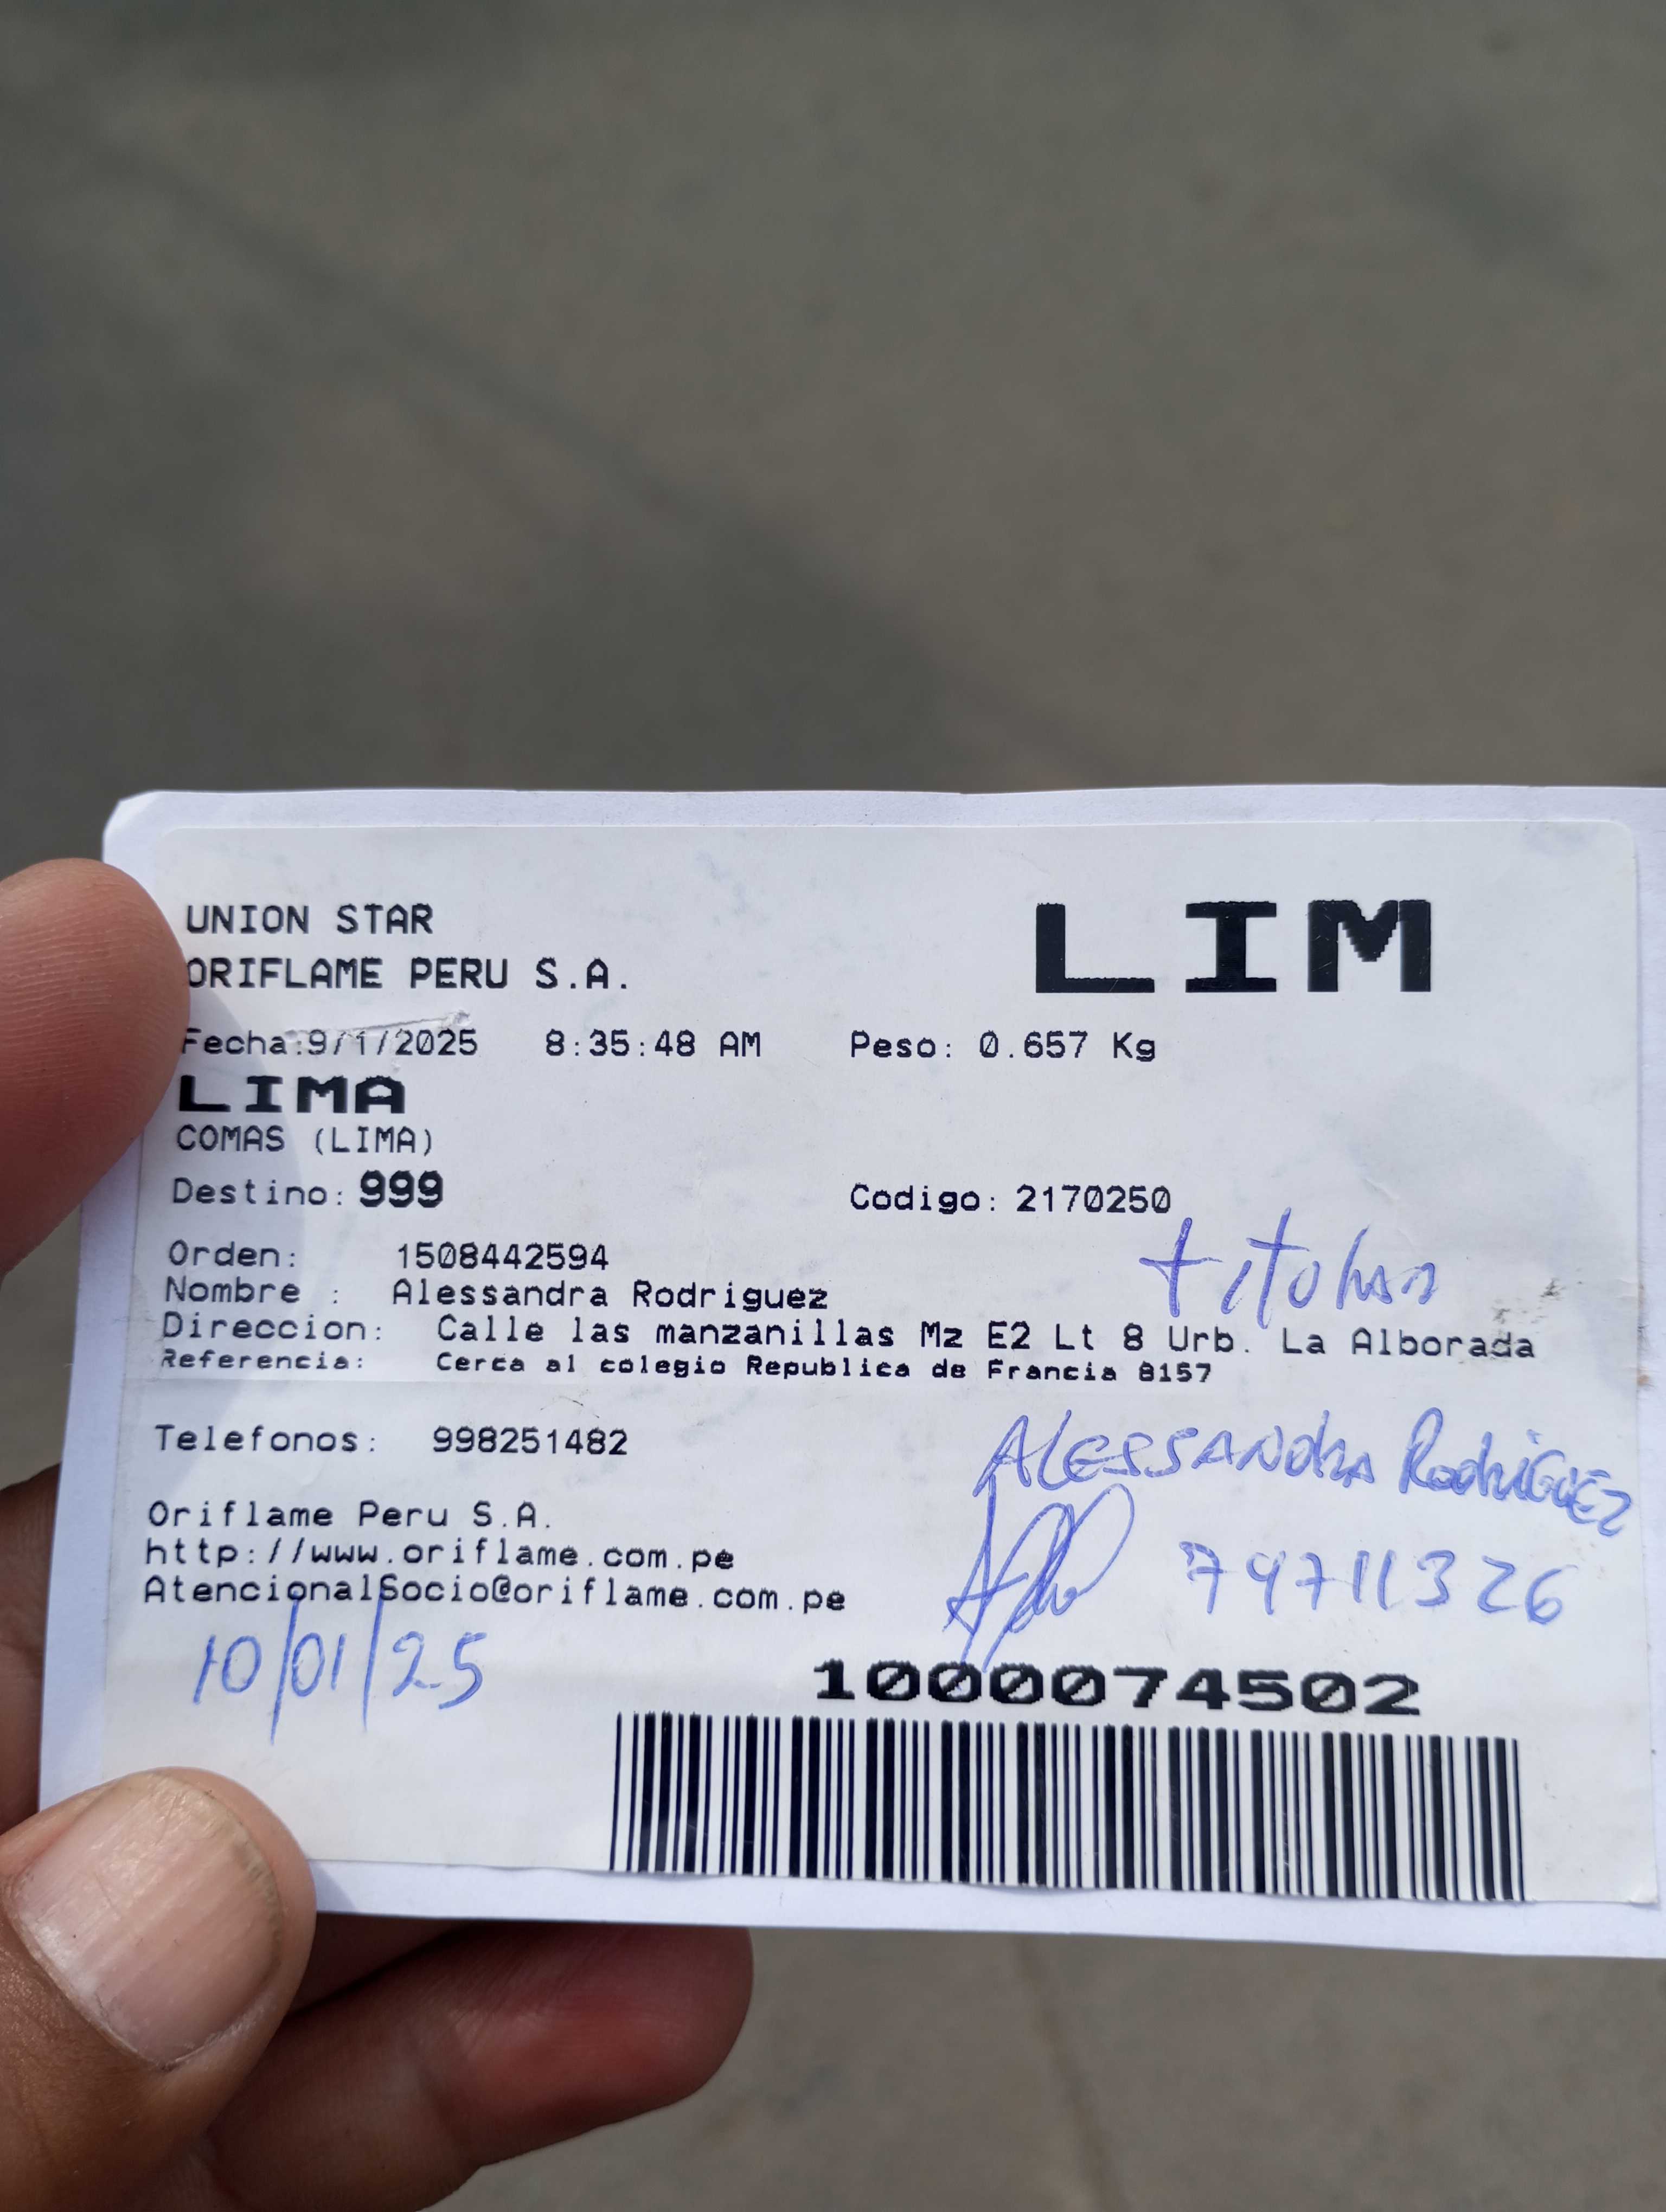 UNION STAR
LIM
ORIFLAME PERU S.A.
Fecha:9/1/2025 8:35:48 AM Peso: 0.657 Kg
LIMA
COMAS (LIMA)
Destino: 999 Codigo: 2170250
titular
Orden: 1508442594
Nombre : Alessandra Rodriguez
Direccion: Calle las manzanillas Mz E2 Lt 8 Urb. La Alborada
Referencia: Cerca al colegio Republica de Francia 8157
Telefonos: 998251482
Alessandra Rodriguez
Oriflame Peru S.A.
http://www.oriflame.com.pe
74711326
AtencionalSocio@oriflame.com.pe
10/01/25
1000074502